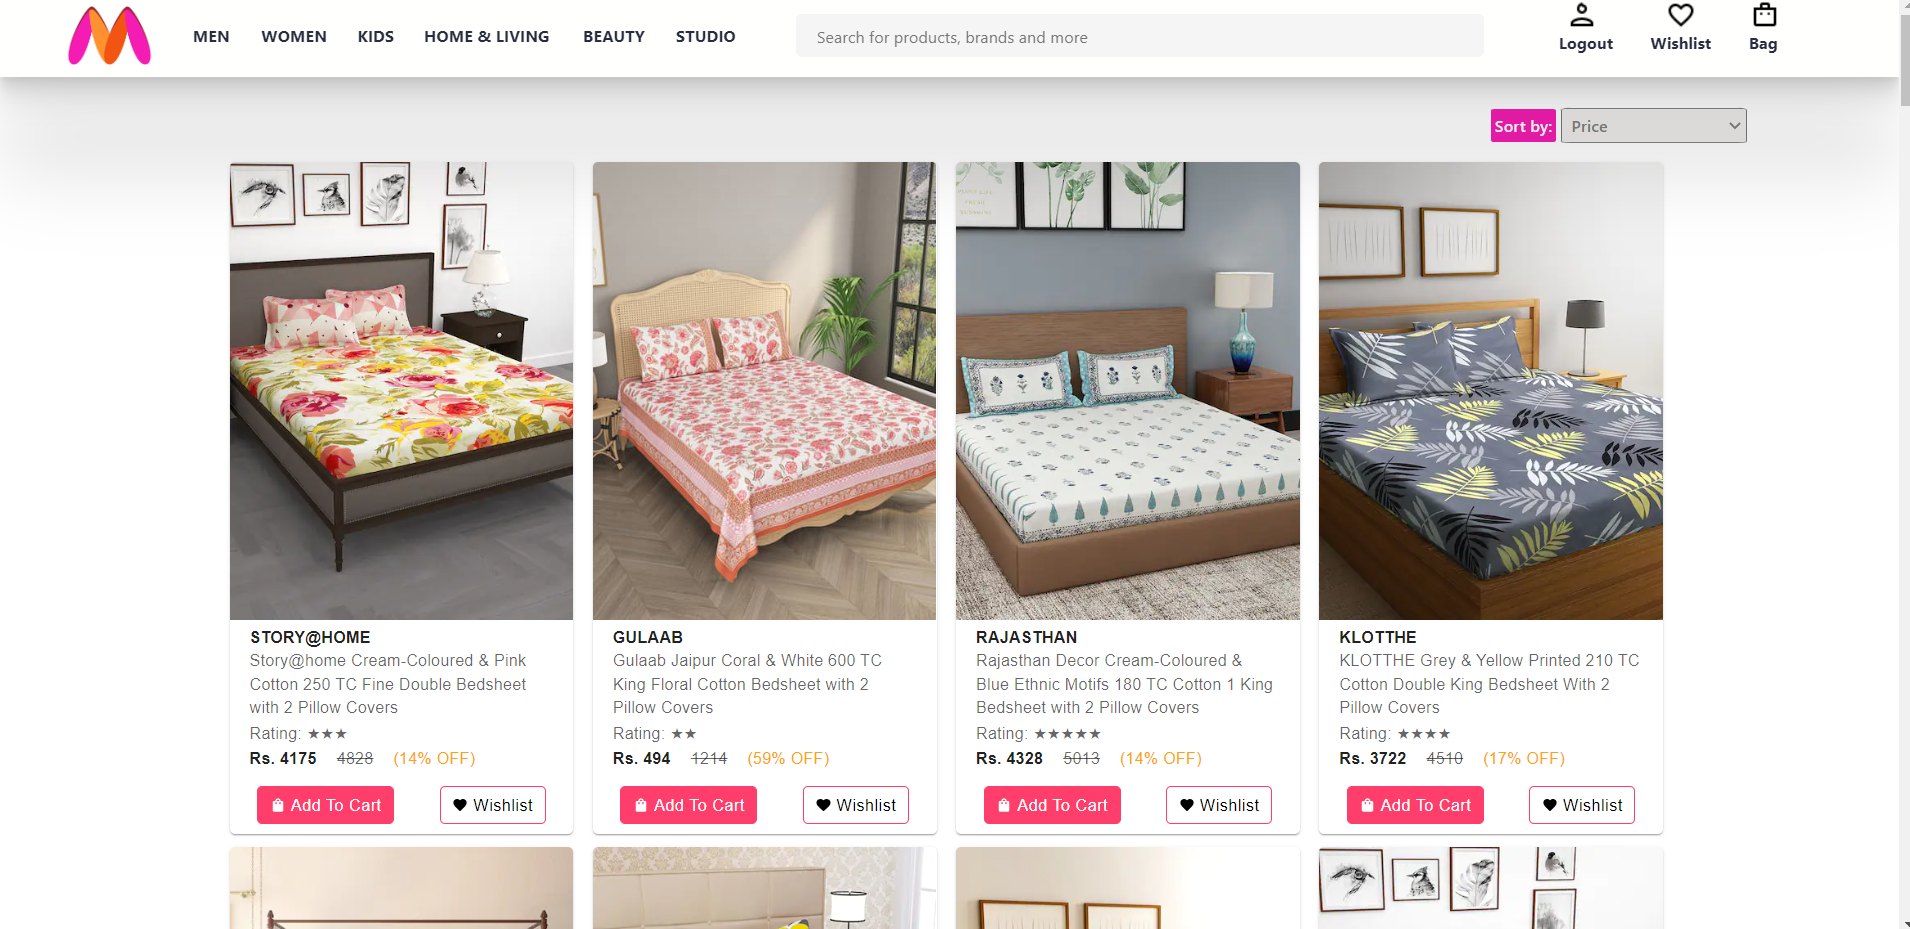 MEN WOMEN KIDS HOME & LIVING BEAUTY STUDIO Search for products, brands and more Logout Wishlist Bag
Sort by: Price
STORY@HOME
Story@home Cream-Coloured & Pink
Cotton 250 TC Fine Double Bedsheet
with 2 Pillow Covers
Rating: ★★★
Rs. 4175 4828 (14% OFF)
Add To Cart Wishlist
GULAAB
Gulaab Jaipur Coral & White 600 TC
King Floral Cotton Bedsheet with 2
Pillow Covers
Rating: ★★
Rs. 494 1214 (59% OFF)
Add To Cart Wishlist
RAJASTHAN
Rajasthan Decor Cream-Coloured &
Blue Ethnic Motifs 180 TC Cotton 1 King
Bedsheet with 2 Pillow Covers
Rating: ★★★★★
Rs. 4328 5013 (14% OFF)
Add To Cart Wishlist
KLOTTHE
KLOTTHE Grey & Yellow Printed 210 TC
Cotton Double King Bedsheet With 2
Pillow Covers
Rating: ★★★★
Rs. 3722 4510 (17% OFF)
Add To Cart Wishlist